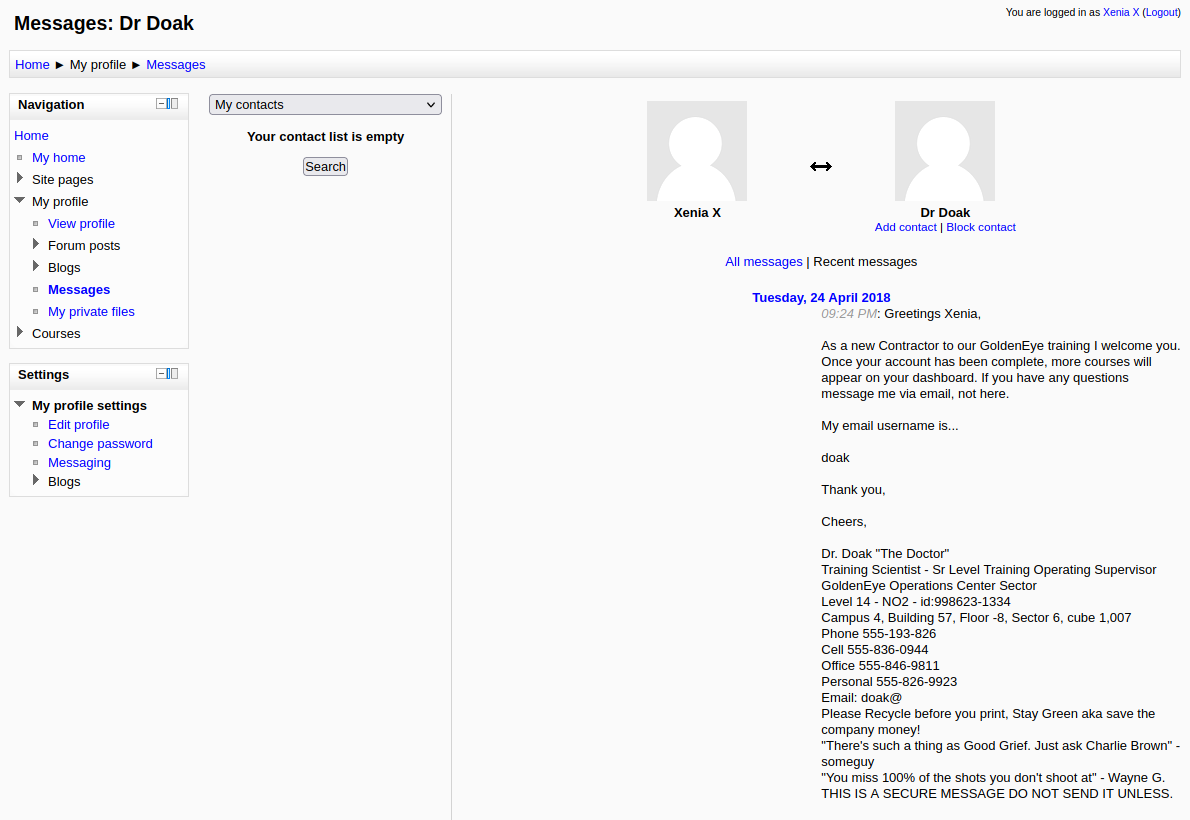 Messages: Dr Doak
You are logged in as Xenia X (Logout)
Home ► My profile ► Messages
Navigation
Home
My home
Site pages
My profile
View profile
Forum posts
Blogs
Messages
My private files
Courses
Settings
My profile settings
Edit profile
Change password
Messaging
Blogs
My contacts
Your contact list is empty
Search
Xenia X
Dr Doak
Add contact | Block contact
All messages | Recent messages
Tuesday, 24 April 2018
09:24 PM: Greetings Xenia,
As a new Contractor to our GoldenEye training I welcome you.
Once your account has been complete, more courses will
appear on your dashboard. If you have any questions
message me via email, not here.
My email username is...
doak
Thank you,
Cheers,
Dr. Doak "The Doctor"
Training Scientist - Sr Level Training Operating Supervisor
GoldenEye Operations Center Sector
Level 14 - NO2 - id:998623-1334
Campus 4, Building 57, Floor -8, Sector 6, cube 1,007
Phone 555-193-826
Cell 555-836-0944
Office 555-846-9811
Personal 555-826-9923
Email: doak@
Please Recycle before you print, Stay Green aka save the
company money!
"There's such a thing as Good Grief. Just ask Charlie Brown" -
someguy
"You miss 100% of the shots you don't shoot at" - Wayne G.
THIS IS A SECURE MESSAGE DO NOT SEND IT UNLESS.